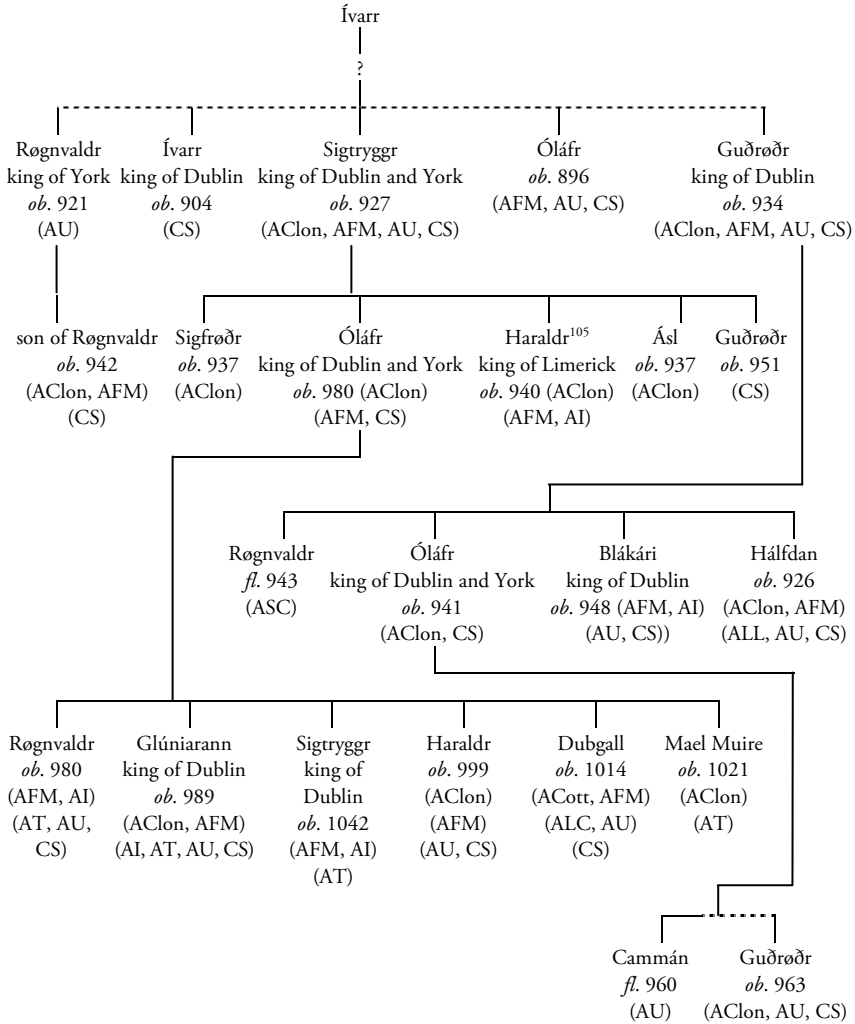 Ívarr
?
Røgnvaldr
king of York
ob. 921
(AU)
Ívarr
king of Dublin
ob. 904
(CS)
Sigtryggr
king of Dublin and York
ob. 927
(AClon, AFM, AU, CS)
Óláfr
ob. 896
(AFM, AU, CS)
Guðrøðr
king of Dublin
ob. 934
(AClon, AFM, AU, CS)
son of Røgnvaldr
ob. 942
(AClon, AFM)
(CS)
Sigfrøðr
ob. 937
(AClon)
Óláfr
king of Dublin and York
ob. 980 (AClon)
(AFM, CS)
Haraldr105
king of Limerick
ob. 940 (AClon)
(AFM, AI)
Ásl
ob. 937
(AClon)
Guðrøðr
ob. 951
(CS)
Røgnvaldr
fl. 943
(ASC)
Óláfr
king of Dublin and York
ob. 941
(AClon, CS)
Blákári
king of Dublin
ob. 948 (AFM, AI)
(AU, CS))
Hálfdan
ob. 926
(AClon, AFM)
(ALL, AU, CS)
Røgnvaldr
ob. 980
(AFM, AI)
(AT, AU,
CS)
Glúniarann
king of Dublin
ob. 989
(AClon, AFM)
(AI, AT, AU, CS)
Sigtryggr
king of
Dublin
ob. 1042
(AFM, AI)
(AT)
Haraldr
ob. 999
(AClon)
(AFM)
(AU, CS)
Dubgall
ob. 1014
(ACott, AFM)
(ALC, AU)
(CS)
Mael Muire
ob. 1021
(AClon)
(AT)
Cammán
fl. 960
(AU)
Guðrøðr
ob. 963
(AClon, AU, CS)